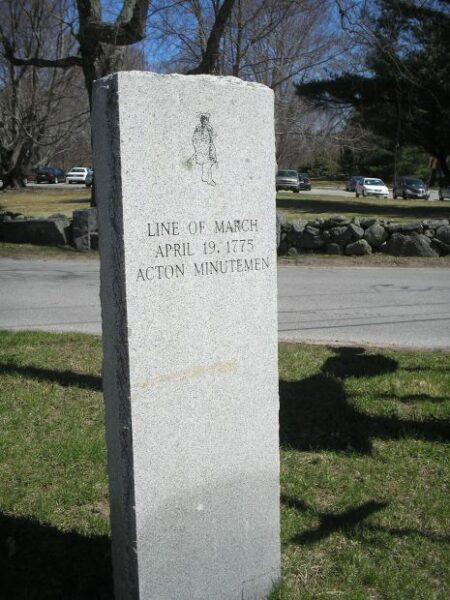 LINE OF MARCH
APRIL 19, 1775
ACTON MINUTEMEN